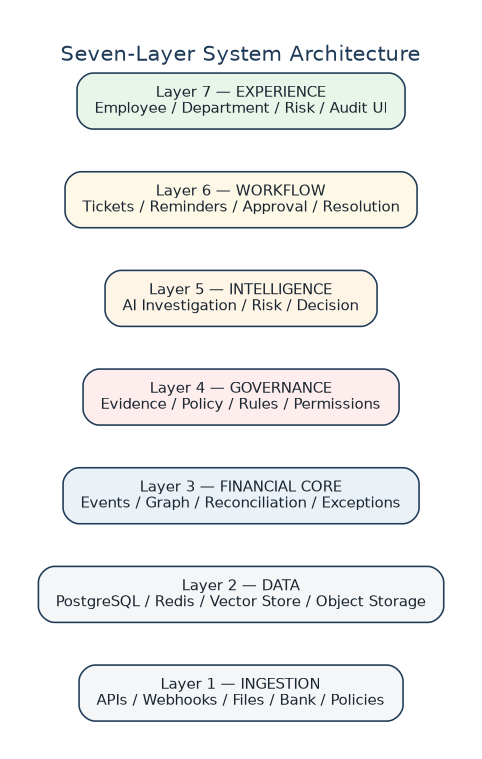 Seven-Layer System Architecture
Layer 7 — EXPERIENCE
Employee / Department / Risk / Audit UI
Layer 6 — WORKFLOW
Tickets / Reminders / Approval / Resolution
Layer 5 — INTELLIGENCE
AI Investigation / Risk / Decision
Layer 4 — GOVERNANCE
Evidence / Policy / Rules / Permissions
Layer 3 — FINANCIAL CORE
Events / Graph / Reconciliation / Exceptions
Layer 2 — DATA
PostgreSQL / Redis / Vector Store / Object Storage
Layer 1 — INGESTION
APIs / Webhooks / Files / Bank / Policies